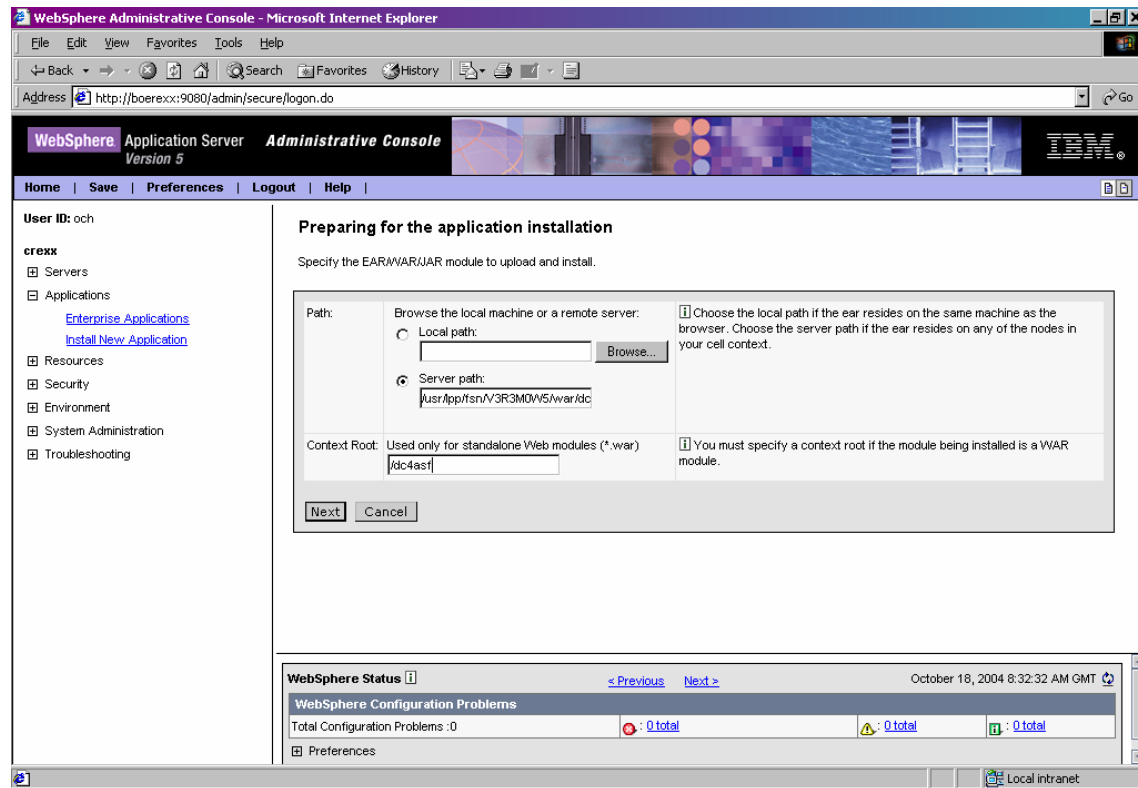 WebSphere Administrative Console - Microsoft Internet Explorer
File Edit View Favorites Tools Help
Back Search Favorites History
Address http://boerexx:9080/admin/secure/logon.do Go
WebSphere Application Server Administrative Console
Version 5
IBM
Home | Save | Preferences | Logout | Help |
User ID: och
crexx
Servers
Applications
Enterprise Applications
Install New Application
Resources
Security
Environment
System Administration
Troubleshooting
Preparing for the application installation
Specify the EAR/WAR/JAR module to upload and install.
Path: Browse the local machine or a remote server:
Local path:
Browse...
Server path:
/usr/lpp/fsn/V3R3M0W5/war/dc
i Choose the local path if the ear resides on the same machine as the
browser. Choose the server path if the ear resides on any of the nodes in
your cell context.
Context Root: Used only for standalone Web modules (*.war)
/dc4asf
i You must specify a context root if the module being installed is a WAR
module.
Next Cancel
WebSphere Status i < Previous Next > October 18, 2004 8:32:32 AM GMT
WebSphere Configuration Problems
Total Configuration Problems :0 : 0 total : 0 total : 0 total
Preferences
Local intranet